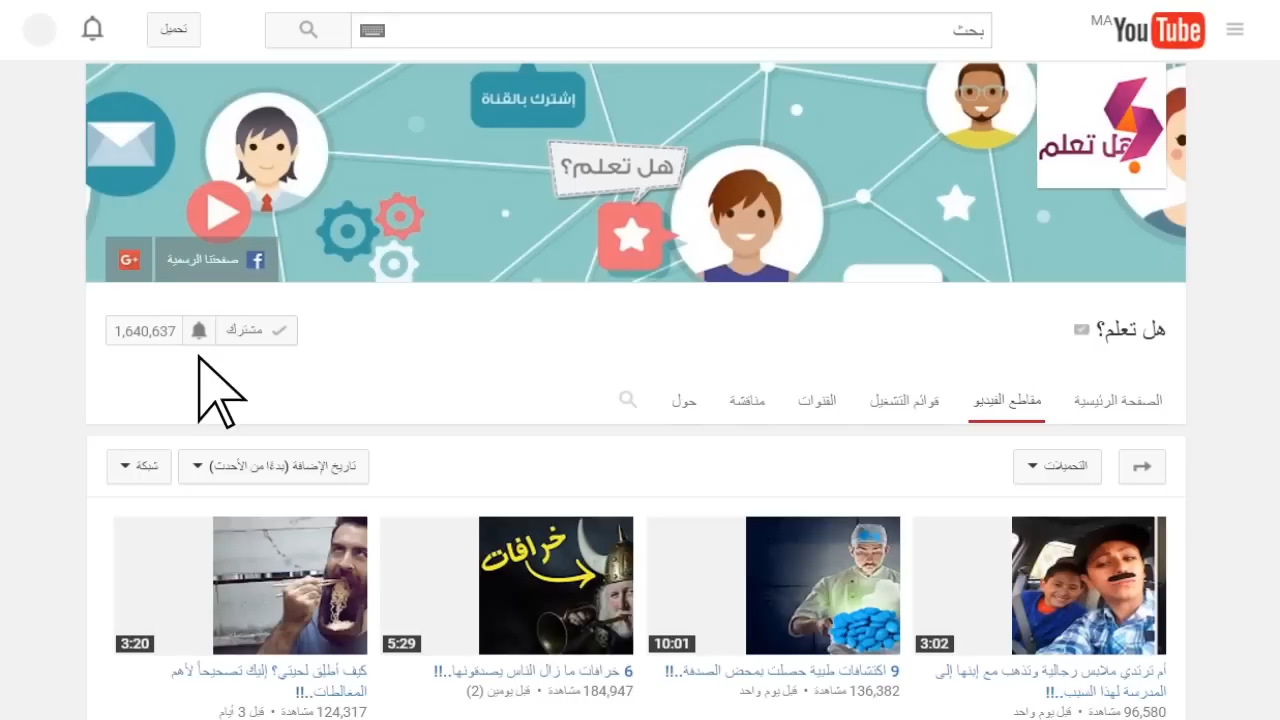 YouTube MA
بحث
تحميل
إشترك بالقناة
هل تعلم؟
هل تعلم
صفحتنا الرسمية
G+
هل تعلم؟
مشترك
1,640,637
الصفحة الرئيسية
مقاطع الفيديو
قوائم التشغيل
القنوات
مناقشة
حول
التحميلات
تاريخ الإضافة (بدءًا من الأحدث)
شبكة
3:02
أم ترتدي ملابس رجالية وتذهب مع إبنها إلى
المدرسة لهذا السبب..!!
96,580 مشاهدة • قبل يوم واحد
10:01
9 اكتشافات طبية حصلت بمحض الصدفة..!!
136,382 مشاهدة • قبل يوم واحد
خرافات
5:29
6 خرافات ما زال الناس يصدقونها..!!
184,947 مشاهدة • قبل يومين (2)
3:20
كيف أطلق لحيتي؟ إليك تصحيحاً لأهم
المغالطات..!!
124,317 مشاهدة • قبل 3 أيام